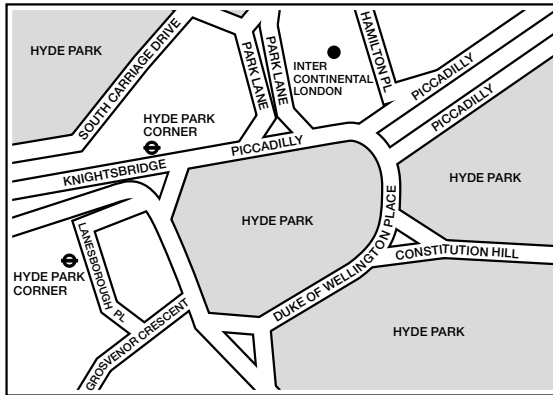 HYDE PARK
SOUTH CARRIAGE DRIVE
PARK LANE
PARK LANE
HAMILTON PL
INTER
CONTINENTAL
LONDON
PICCADILLY
PICCADILLY
HYDE PARK
CORNER
PICCADILLY
KNIGHTSBRIDGE
HYDE PARK
HYDE PARK
LANESBOROUGH PL
DUKE OF WELLINGTON PLACE
CONSTITUTION HILL
HYDE PARK
CORNER
GROSVENOR CRESCENT
HYDE PARK